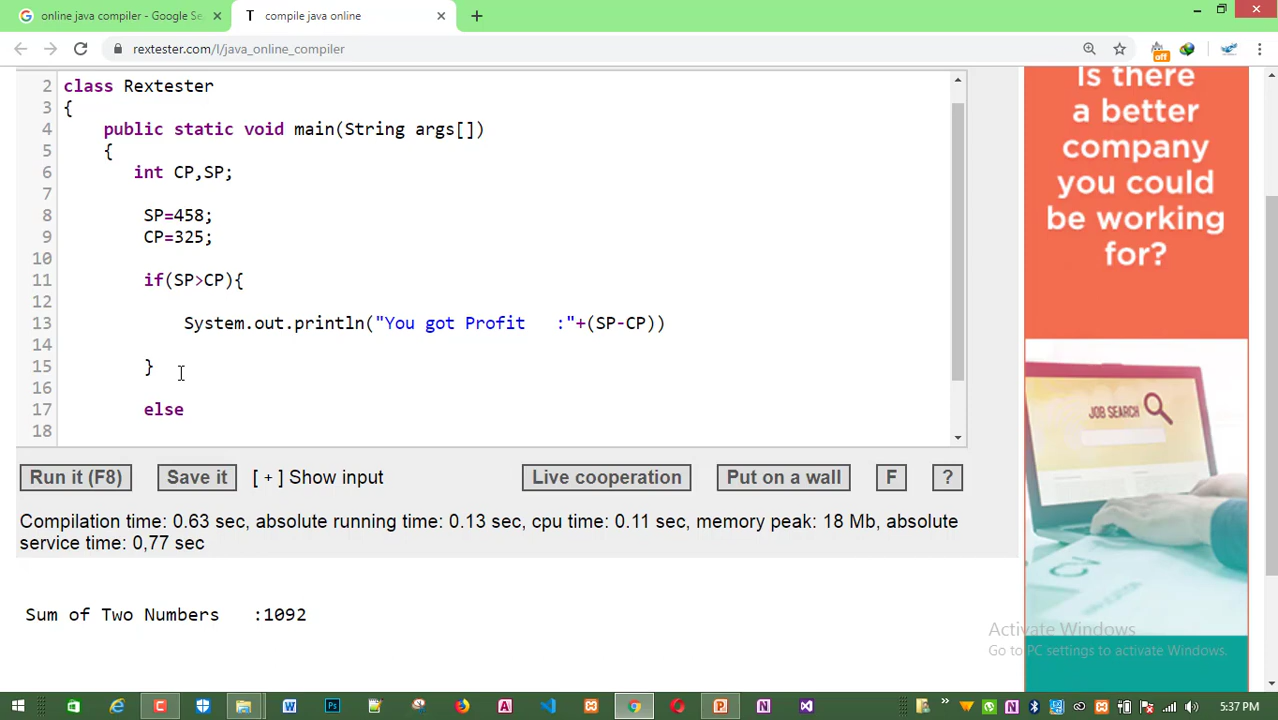 online java compiler - Google Se
compile java online
rextester.com/l/java_online_compiler
off
2 class Rextester
3 {
4 public static void main(String args[])
5 {
6 int CP,SP;
7
8 SP=458;
9 CP=325;
10
11 if(SP>CP){
12
13 System.out.println("You got Profit   :"+(SP-CP))
14
15 }
16
17 else
18
Run it (F8)
Save it
[ + ] Show input
Live cooperation
Put on a wall
F
?
Compilation time: 0.63 sec, absolute running time: 0.13 sec, cpu time: 0.11 sec, memory peak: 18 Mb, absolute
service time: 0,77 sec
Sum of Two Numbers   :1092
Is there
a better
company
you could
be working
for?
JOB SEARCH
Activate Windows
Go to PC settings to activate Windows.
5:37 PM